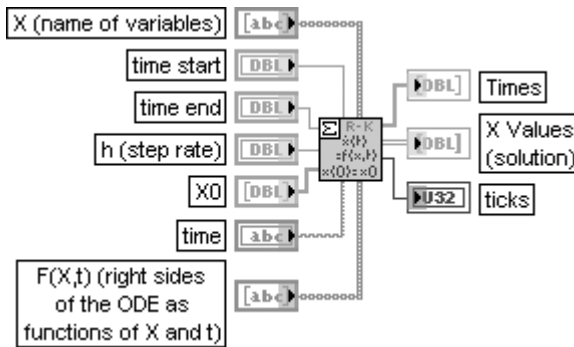 X (name of variables)
[abc]
time start
DBL
time end
DBL
h (step rate)
DBL
X0
[DBL]
time
abc
F(X,t) (right sides
of the ODE as
functions of X and t)
[abc]
Σ R-K
ẋ(t)
=f(x,t)
x(0)=x0
[DBL]
Times
[DBL]
X Values
(solution)
U32
ticks